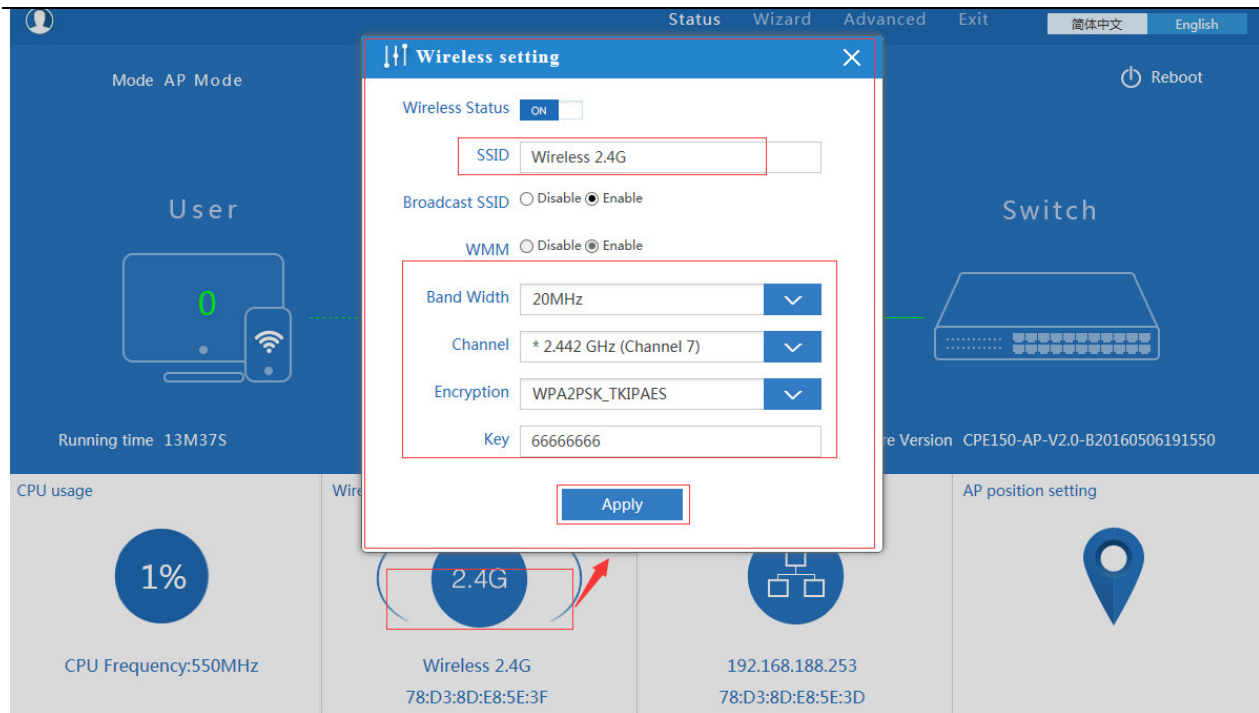 Status Wizard Advanced Exit 简体中文 English
Wireless setting
Mode AP Mode
Reboot
Wireless Status ON
SSID Wireless 2.4G
Broadcast SSID Disable Enable
WMM Disable Enable
User
Switch
0
Band Width 20MHz
Channel * 2.442 GHz (Channel 7)
Encryption WPA2PSK_TKIPAES
Key 66666666
Running time 13M37S
Version CPE150-AP-V2.0-B20160506191550
Apply
CPU usage
AP position setting
1%
2.4G
CPU Frequency:550MHz
Wireless 2.4G
78:D3:8D:E8:5E:3F
192.168.188.253
78:D3:8D:E8:5E:3D